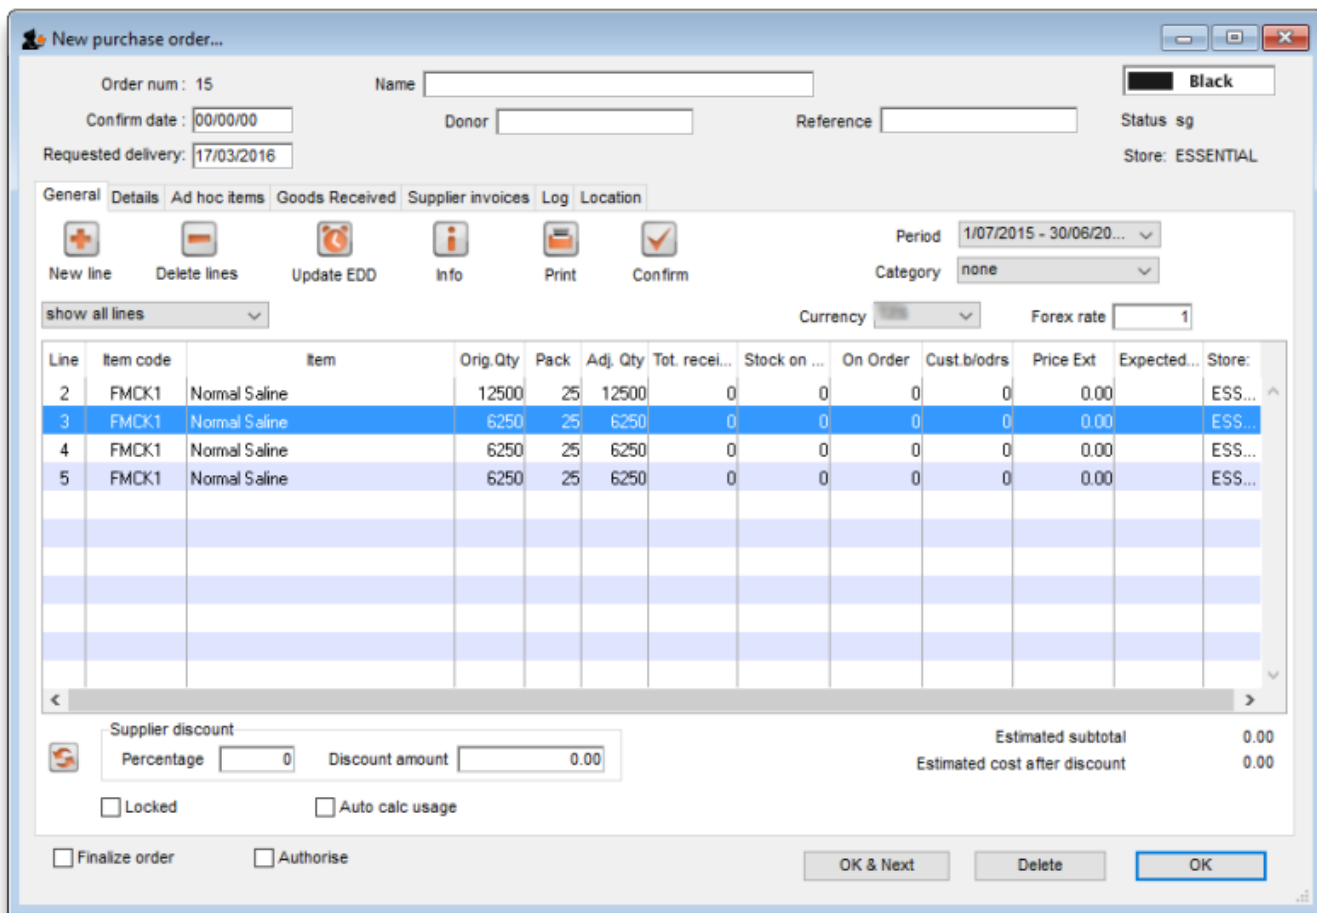 New purchase order...
Order num : 15 Name Black
Confirm date : 00/00/00 Donor Reference Status sg
Requested delivery: 17/03/2016 Store: ESSENTIAL
General Details Ad hoc items Goods Received Supplier invoices Log Location
New line Delete lines Update EDD Info Print Confirm
Period 1/07/2015 - 30/06/20...
Category none
show all lines Currency Forex rate 1
Line Item code Item Orig.Qty Pack Adj. Qty Tot. recei... Stock on ... On Order Cust.b/odrs Price Ext Expected... Store:
2 FMCK1 Normal Saline 12500 25 12500 0 0 0 0 0.00 ESS...
3 FMCK1 Normal Saline 6250 25 6250 0 0 0 0 0.00 ESS...
4 FMCK1 Normal Saline 6250 25 6250 0 0 0 0 0.00 ESS...
5 FMCK1 Normal Saline 6250 25 6250 0 0 0 0 0.00 ESS...
Supplier discount
Percentage 0 Discount amount 0.00
Estimated subtotal 0.00
Estimated cost after discount 0.00
Locked Auto calc usage
Finalize order Authorise OK & Next Delete OK